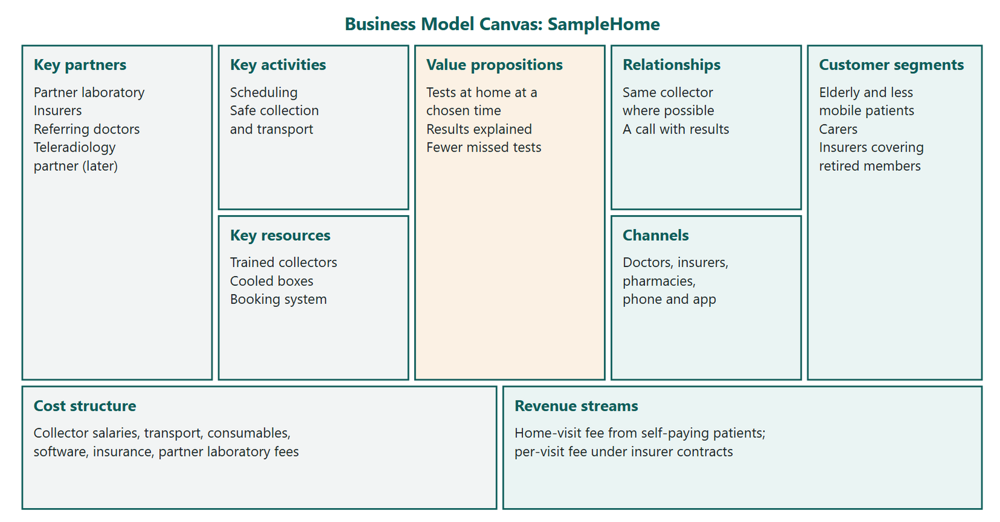 Business Model Canvas: SampleHome
Key partners
Partner laboratory
Insurers
Referring doctors
Teleradiology
partner (later)
Key activities
Scheduling
Safe collection
and transport
Key resources
Trained collectors
Cooled boxes
Booking system
Value propositions
Tests at home at a
chosen time
Results explained
Fewer missed tests
Relationships
Same collector
where possible
A call with results
Channels
Doctors, insurers,
pharmacies,
phone and app
Customer segments
Elderly and less
mobile patients
Carers
Insurers covering
retired members
Cost structure
Collector salaries, transport, consumables,
software, insurance, partner laboratory fees
Revenue streams
Home-visit fee from self-paying patients;
per-visit fee under insurer contracts